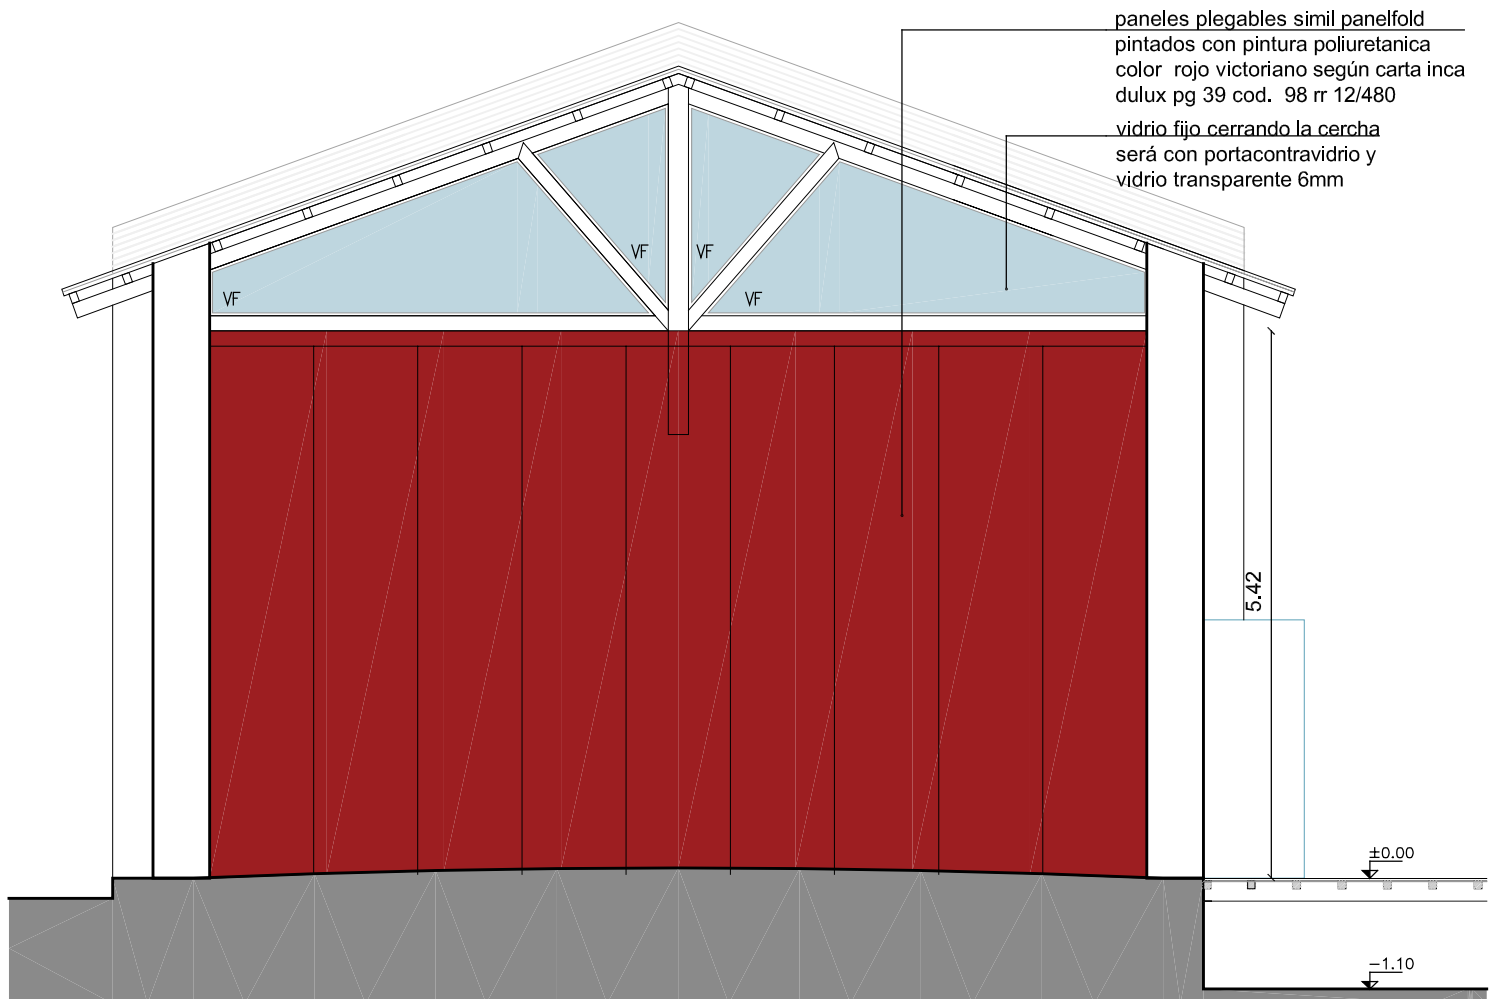 paneles plegables simil panelfold
pintados con pintura poliuretanica
color rojo victoriano según carta inca
dulux pg 39 cod. 98 rr 12/480
vidrio fijo cerrando la cercha
será con portacontravidrio y
vidrio transparente 6mm
VF
VF
VF
VF
5.42
±0.00
−1.10